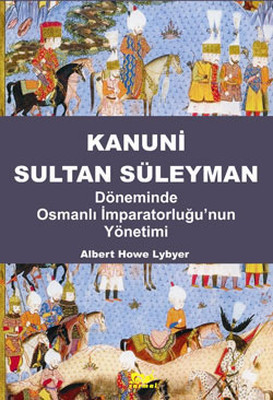 KANUNİ
SULTAN SÜLEYMAN
Döneminde
Osmanlı İmparatorluğu'nun
Yönetimi
Albert Howe Lybyer